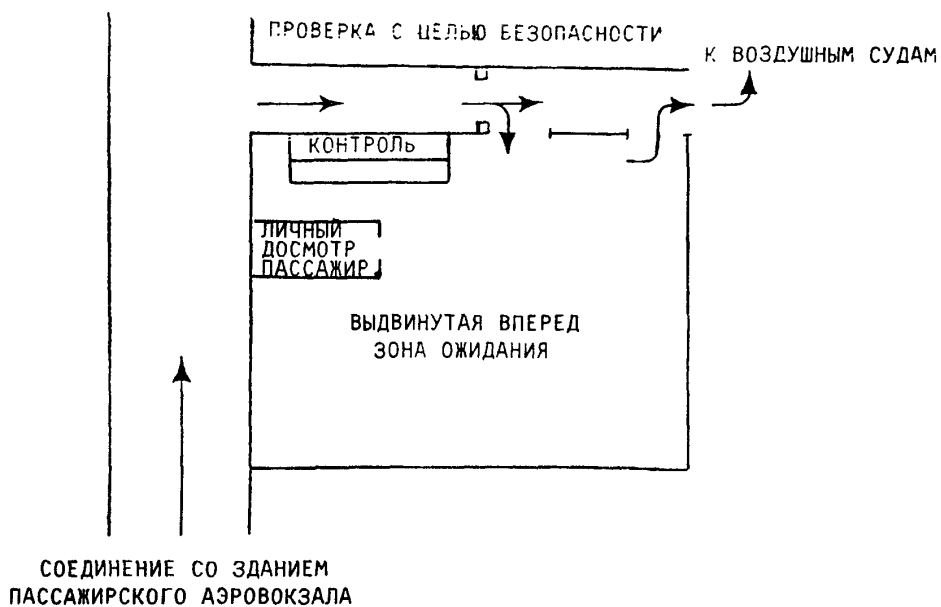 ПРОВЕРКА С ЦЕЛЬЮ БЕЗОПАСНОСТИ
К ВОЗДУШНЫМ СУДАМ
КОНТРОЛЬ
ЛИЧНЫЙ
ДОСМОТР
ПАССАЖИР.
ВЫДВИНУТАЯ ВПЕРЕД
ЗОНА ОЖИДАНИЯ
СОЕДИНЕНИЕ СО ЗДАНИЕМ
ПАССАЖИРСКОГО АЭРОВОКЗАЛА